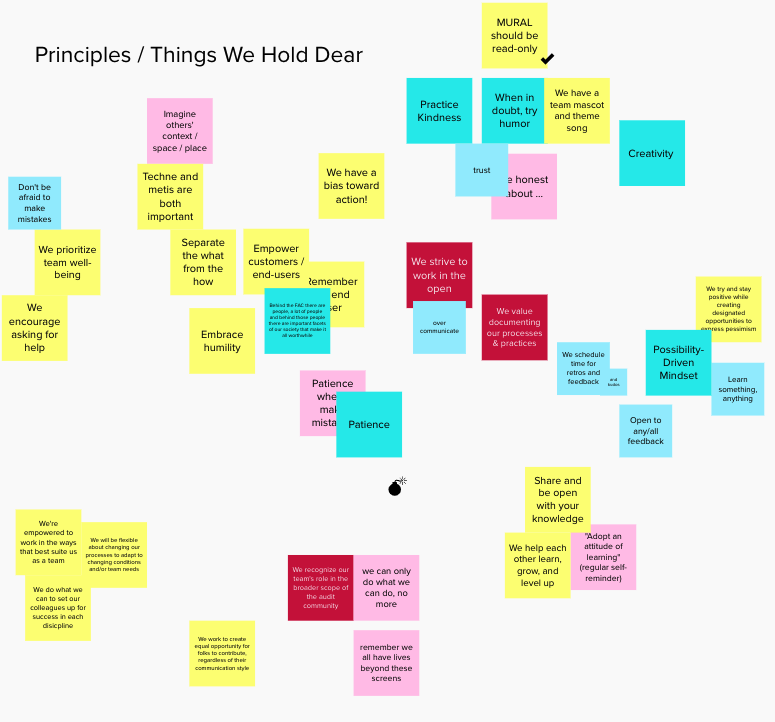 Principles / Things We Hold Dear
MURAL
should be
read-only
Practice
Kindness
When in
doubt, try
humor
We have a
team mascot
and theme
song
Creativity
trust
honest
about ...
Imagine
others'
context /
space / place
Techne and
metis are
both
important
Separate
the what
from the
how
Empower
customers /
end-users
Remember
end
Behind the FAC there are
people, a lot of people
and behind those people
there are important facets
of our society that make it
all worthwhile
Embrace
humility
We have a
bias toward
action!
Don't be
afraid to
make
mistakes
We prioritize
team well-
being
We
encourage
asking for
help
We strive to
work in the
open
over
communicate
We value
documenting
our processes
& practices
We try and stay
positive while
creating
designated
opportunities to
express pessimism
Possibility-
Driven
Mindset
Learn
something,
anything
We schedule
time for
retros and
feedback
and
Open to
any/all
feedback
Patience
Patience
Share and
be open
with your
knowledge
We help each
other learn,
grow, and
level up
"Adopt an
attitude of
learning"
(regular self-
reminder)
We're
empowered to
work in the ways
that best suite us
as a team
We will be flexible
about changing our
processes to adapt to
changing conditions
and/or team needs
We do what we
can to set our
colleagues up for
success in each
disicpline
We work to create
equal opportunity for
folks to contribute,
regardless of their
communication style
We recognize our
team's role in the
broader scope of
the audit
community
we can only
do what we
can do, no
more
remember we
all have lives
beyond these
screens